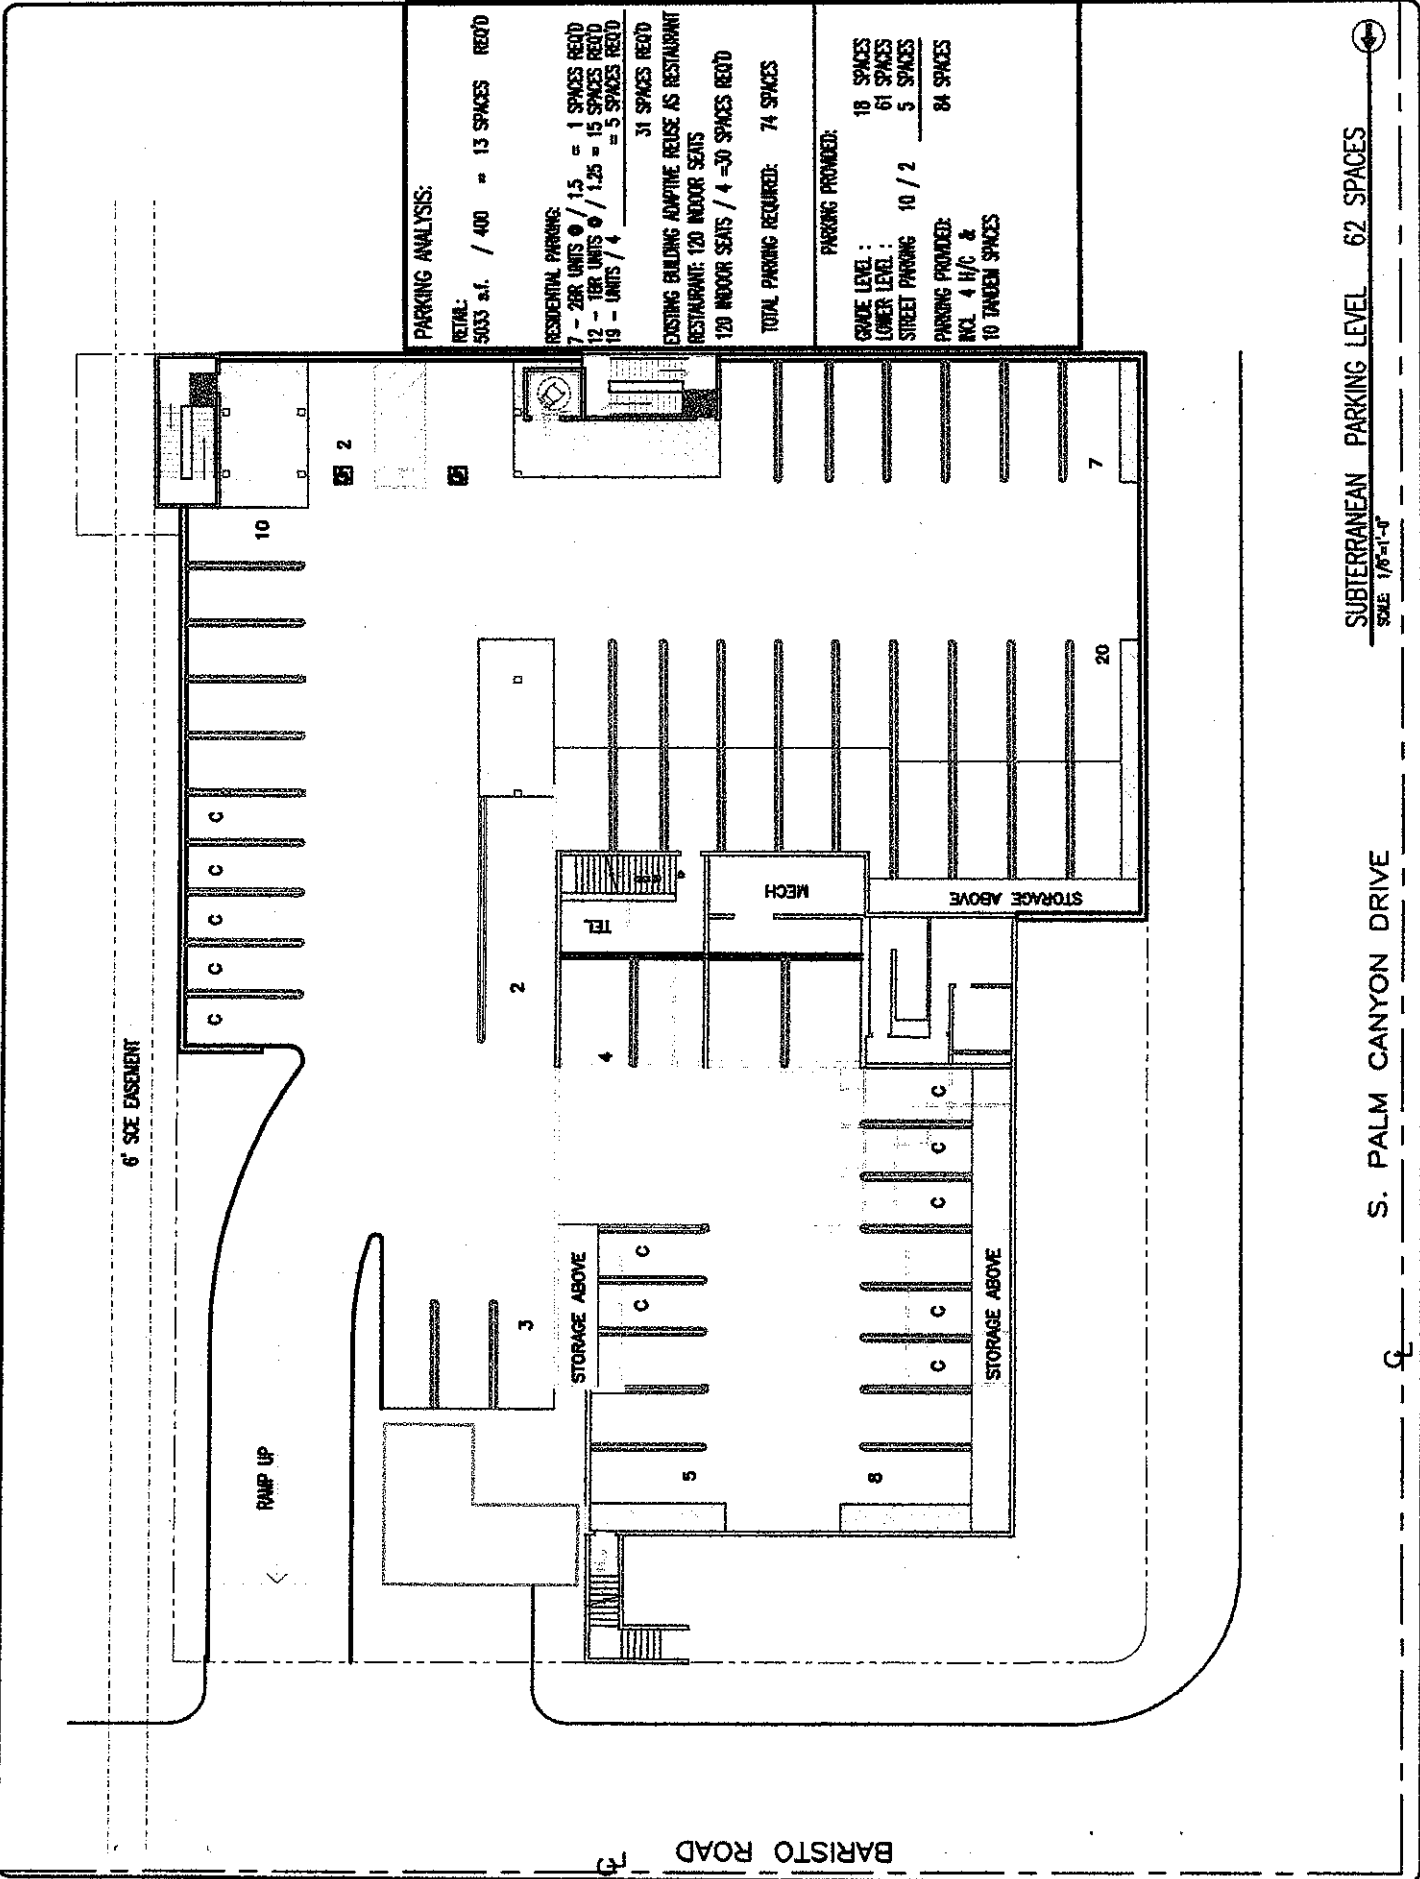 PARKING ANALYSIS:
RETAIL:
5033 s.f. / 400 = 13 SPACES REQ'D
RESIDENTIAL PARKING:
7 - 2BR UNITS @ / 1.5 = 1 SPACES REQ'D
12 - 1BR UNITS @ / 1.25 = 15 SPACES REQ'D
19 - UNITS / 4 = 5 SPACES REQ'D
31 SPACES REQ'D
EXISTING BUILDING ADAPTIVE REUSE AS RESTAURANT
RESTAURANT: 120 INDOOR SEATS
120 INDOOR SEATS / 4 =30 SPACES REQ'D
TOTAL PARKING REQUIRED: 74 SPACES
PARKING PROVIDED:
GRADE LEVEL : 18 SPACES
LOWER LEVEL : 61 SPACES
STREET PARKING 10 / 2 5 SPACES
PARKING PROVIDED: 84 SPACES
INCL 4 H/C &
10 TANDEM SPACES
6' SCE EASEMENT
RAMP UP
10
C
C
C
C
C
2
2
3
4
TEL
MECH
STORAGE ABOVE
7
20
STORAGE ABOVE
C
C
5
8
C
C
C
C
C
STORAGE ABOVE
BARISTO ROAD
S. PALM CANYON DRIVE
SUBTERRANEAN PARKING LEVEL 62 SPACES
SCALE: 1/8"=1'-0"